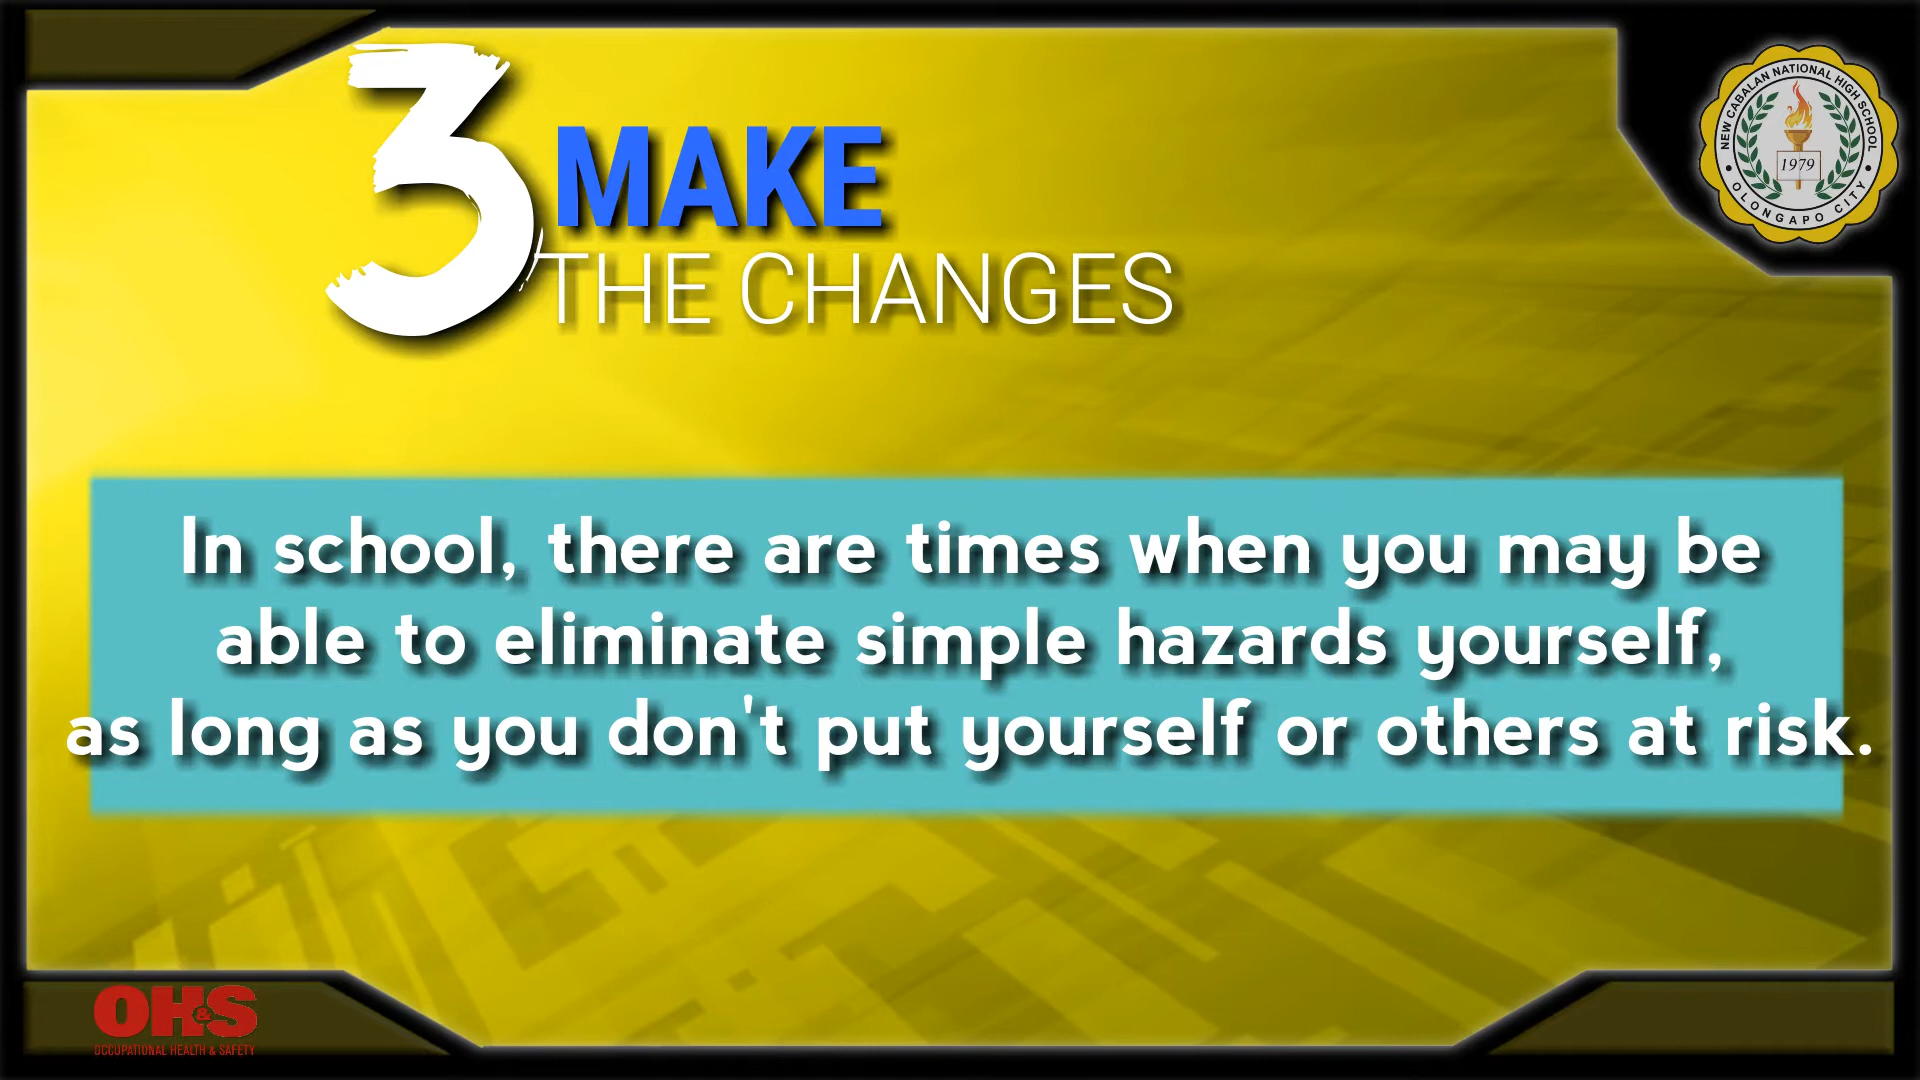 3
MAKE
THE CHANGES
NEW CABALAN NATIONAL HIGH SCHOOL
1979
• OLONGAPO CITY •
In school, there are times when you may be
able to eliminate simple hazards yourself,
as long as you don't put yourself or others at risk.
OH&S
OCCUPATIONAL HEALTH & SAFETY